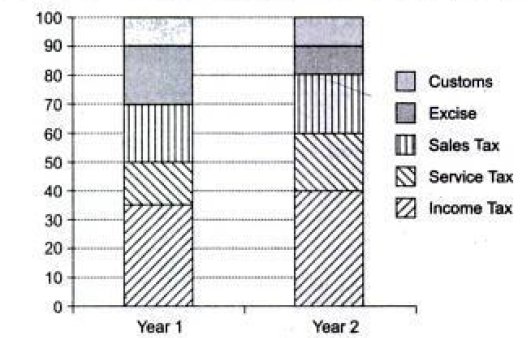 100
90
80
70
60
50
40
30
20
10
0
Year 1
Year 2
Customs
Excise
Sales Tax
Service Tax
Income Tax